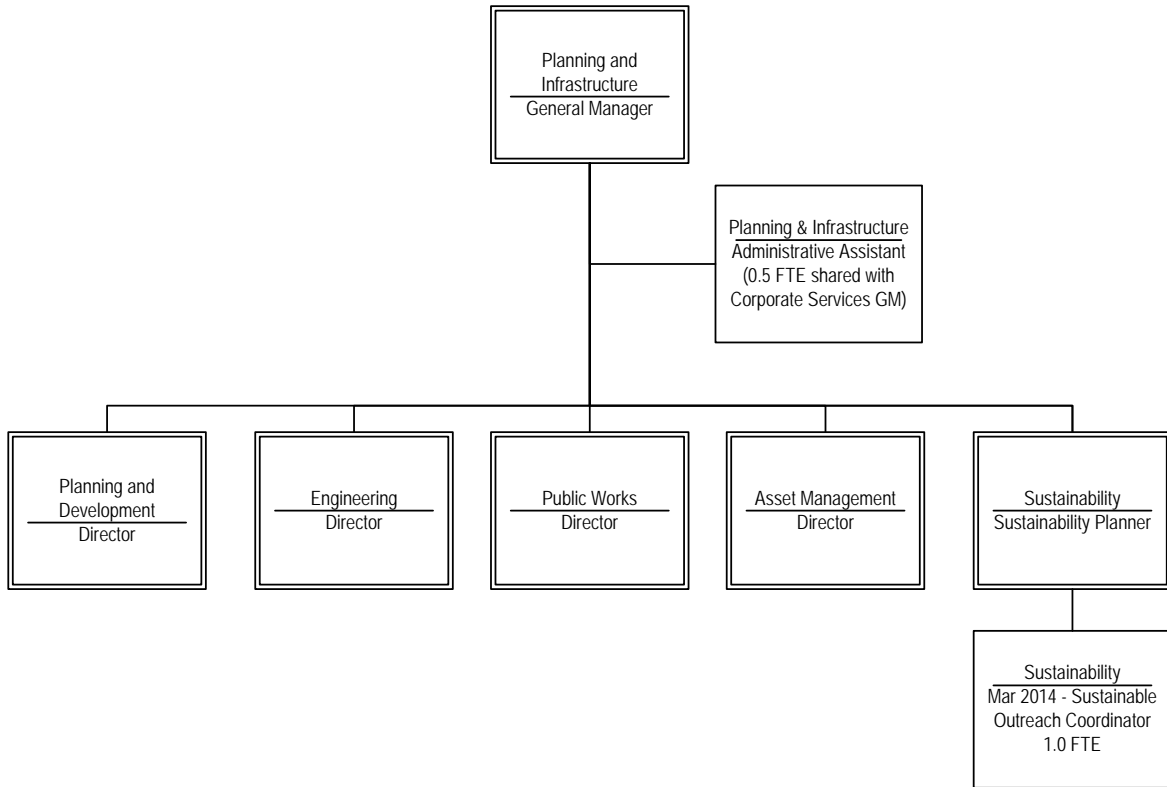 Planning and
Infrastructure
General Manager
Planning & Infrastructure
Administrative Assistant
(0.5 FTE shared with
Corporate Services GM)
Planning and
Development
Director
Engineering
Director
Public Works
Director
Asset Management
Director
Sustainability
Sustainability Planner
Sustainability
Mar 2014 - Sustainable
Outreach Coordinator
1.0 FTE